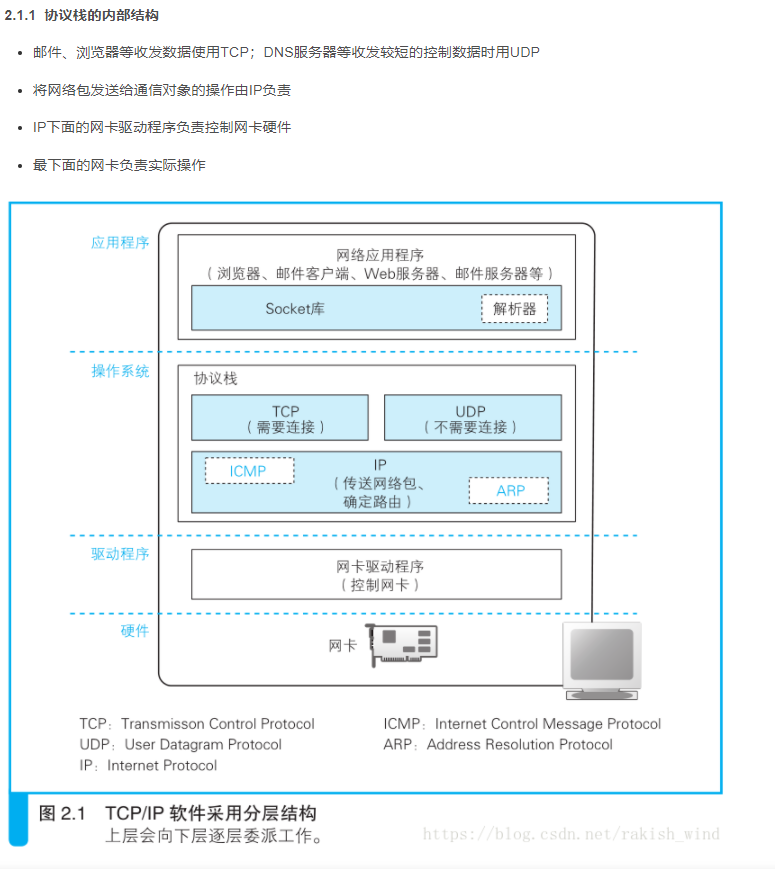 2.1.1 协议栈的内部结构
邮件、浏览器等收发数据使用TCP；DNS服务器等收发较短的控制数据时用UDP
将网络包发送给通信对象的操作由IP负责
IP下面的网卡驱动程序负责控制网卡硬件
最下面的网卡负责实际操作
应用程序
网络应用程序
（浏览器、邮件客户端、Web服务器、邮件服务器等）
Socket库
解析器
操作系统
协议栈
TCP
（需要连接）
UDP
（不需要连接）
ICMP
IP
（传送网络包、
确定路由）
ARP
驱动程序
网卡驱动程序
（控制网卡）
硬件
网卡
TCP：Transmisson Control Protocol
ICMP：Internet Control Message Protocol
UDP：User Datagram Protocol
ARP：Address Resolution Protocol
IP：Internet Protocol
图 2.1 TCP/IP 软件采用分层结构
上层会向下层逐层委派工作。
https://blog.csdn.net/rakish_wind